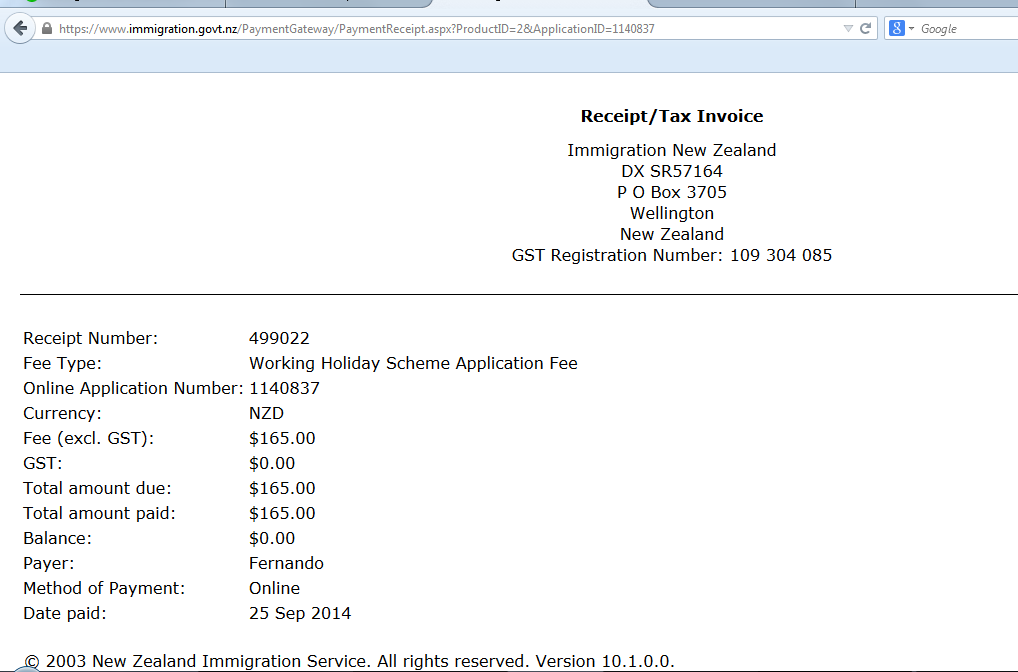 https://www.immigration.govt.nz/PaymentGateway/PaymentReceipt.aspx?ProductID=2&ApplicationID=1140837
8 Google
Receipt/Tax Invoice
Immigration New Zealand
DX SR57164
P O Box 3705
Wellington
New Zealand
GST Registration Number: 109 304 085
Receipt Number: 499022
Fee Type: Working Holiday Scheme Application Fee
Online Application Number: 1140837
Currency: NZD
Fee (excl. GST): $165.00
GST: $0.00
Total amount due: $165.00
Total amount paid: $165.00
Balance: $0.00
Payer: Fernando
Method of Payment: Online
Date paid: 25 Sep 2014
© 2003 New Zealand Immigration Service. All rights reserved. Version 10.1.0.0.